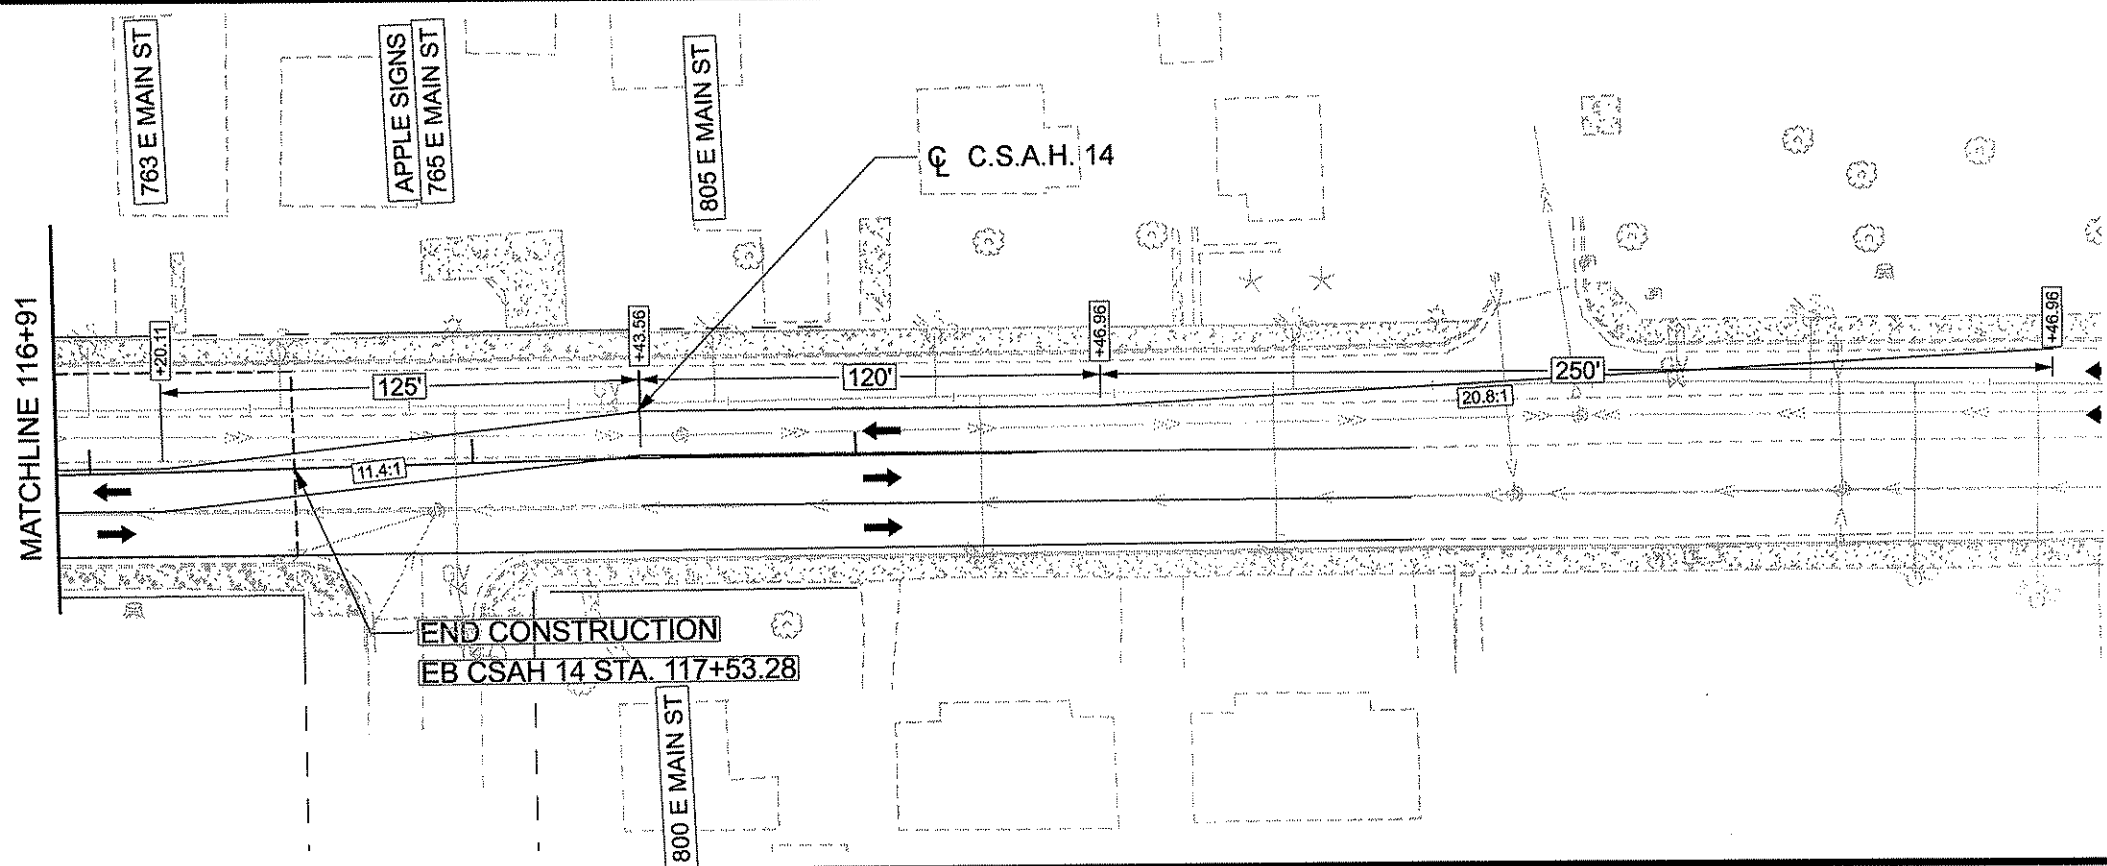 763 E MAIN ST
APPLE SIGNS
765 E MAIN ST
805 E MAIN ST
℄ C.S.A.H. 14
MATCHLINE 116+91
+20.11
+43.56
+46.96
+46.96
125'
120'
250'
20.8:1
11.4:1
END CONSTRUCTION
EB CSAH 14 STA. 117+53.28
800 E MAIN ST